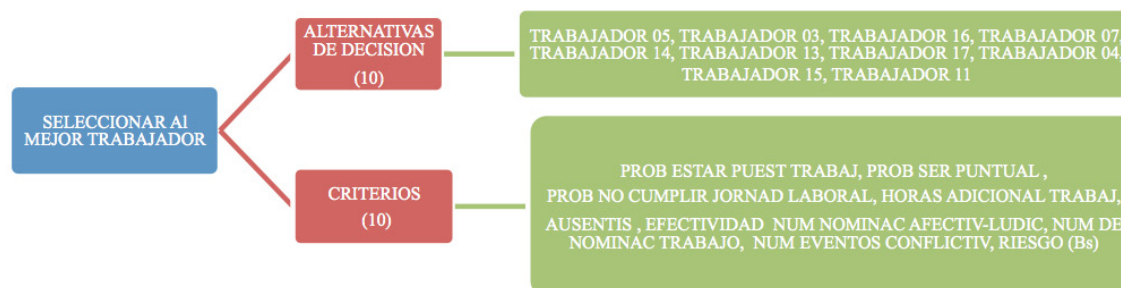 SELECCIONAR Al
MEJOR TRABAJADOR
ALTERNATIVAS
DE DECISION
(10)
TRABAJADOR 05, TRABAJADOR 03, TRABAJADOR 16, TRABAJADOR 07,
TRABAJADOR 14, TRABAJADOR 13, TRABAJADOR 17, TRABAJADOR 04,
TRABAJADOR 15, TRABAJADOR 11
CRITERIOS
(10)
PROB ESTAR PUEST TRABAJ, PROB SER PUNTUAL ,
PROB NO CUMPLIR JORNAD LABORAL, HORAS ADICIONAL TRABAJ,
AUSENTIS , EFECTIVIDAD NUM NOMINAC AFECTIV-LUDIC, NUM DE
NOMINAC TRABAJO, NUM EVENTOS CONFLICTIV, RIESGO (Bs)